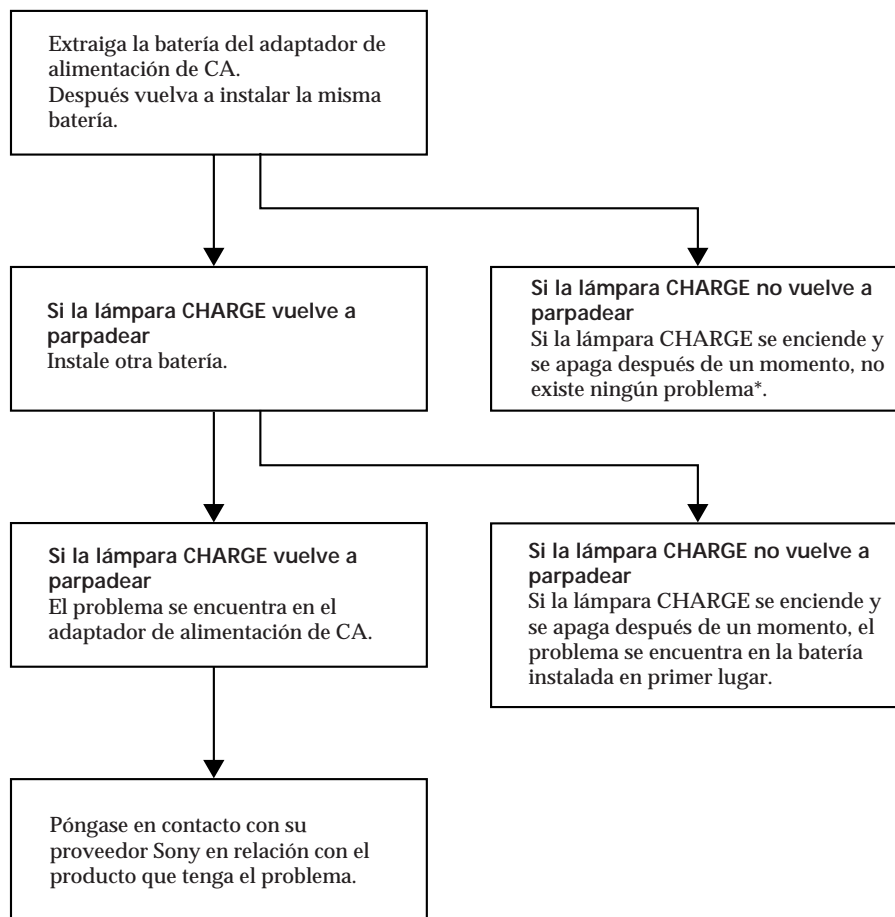 Extraiga la batería del adaptador de
alimentación de CA.
Después vuelva a instalar la misma
batería.
Si la lámpara CHARGE vuelve a
parpadear
Instale otra batería.
Si la lámpara CHARGE no vuelve a
parpadear
Si la lámpara CHARGE se enciende y
se apaga después de un momento, no
existe ningún problema*.
Si la lámpara CHARGE vuelve a
parpadear
El problema se encuentra en el
adaptador de alimentación de CA.
Si la lámpara CHARGE no vuelve a
parpadear
Si la lámpara CHARGE se enciende y
se apaga después de un momento, el
problema se encuentra en la batería
instalada en primer lugar.
Póngase en contacto con su
proveedor Sony en relación con el
producto que tenga el problema.